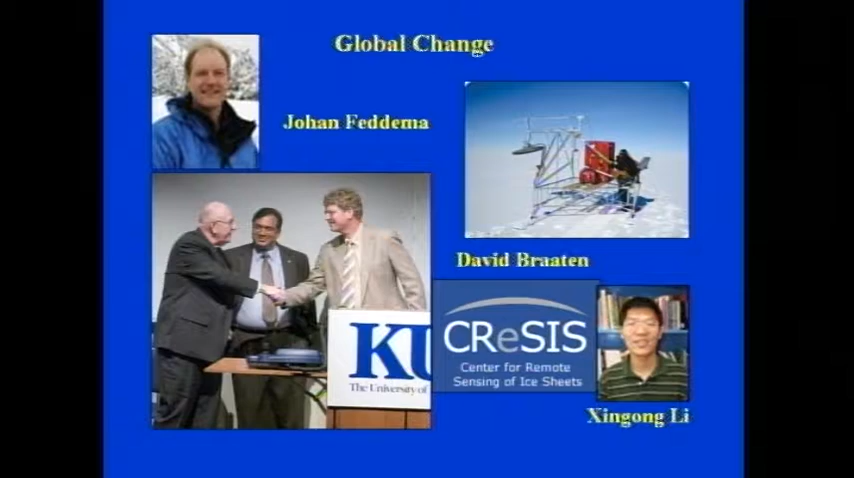 Global Change
Johan Feddema
David Braaten
KU
The University of
CReSIS
Center for Remote
Sensing of Ice Sheets
Xingong Li